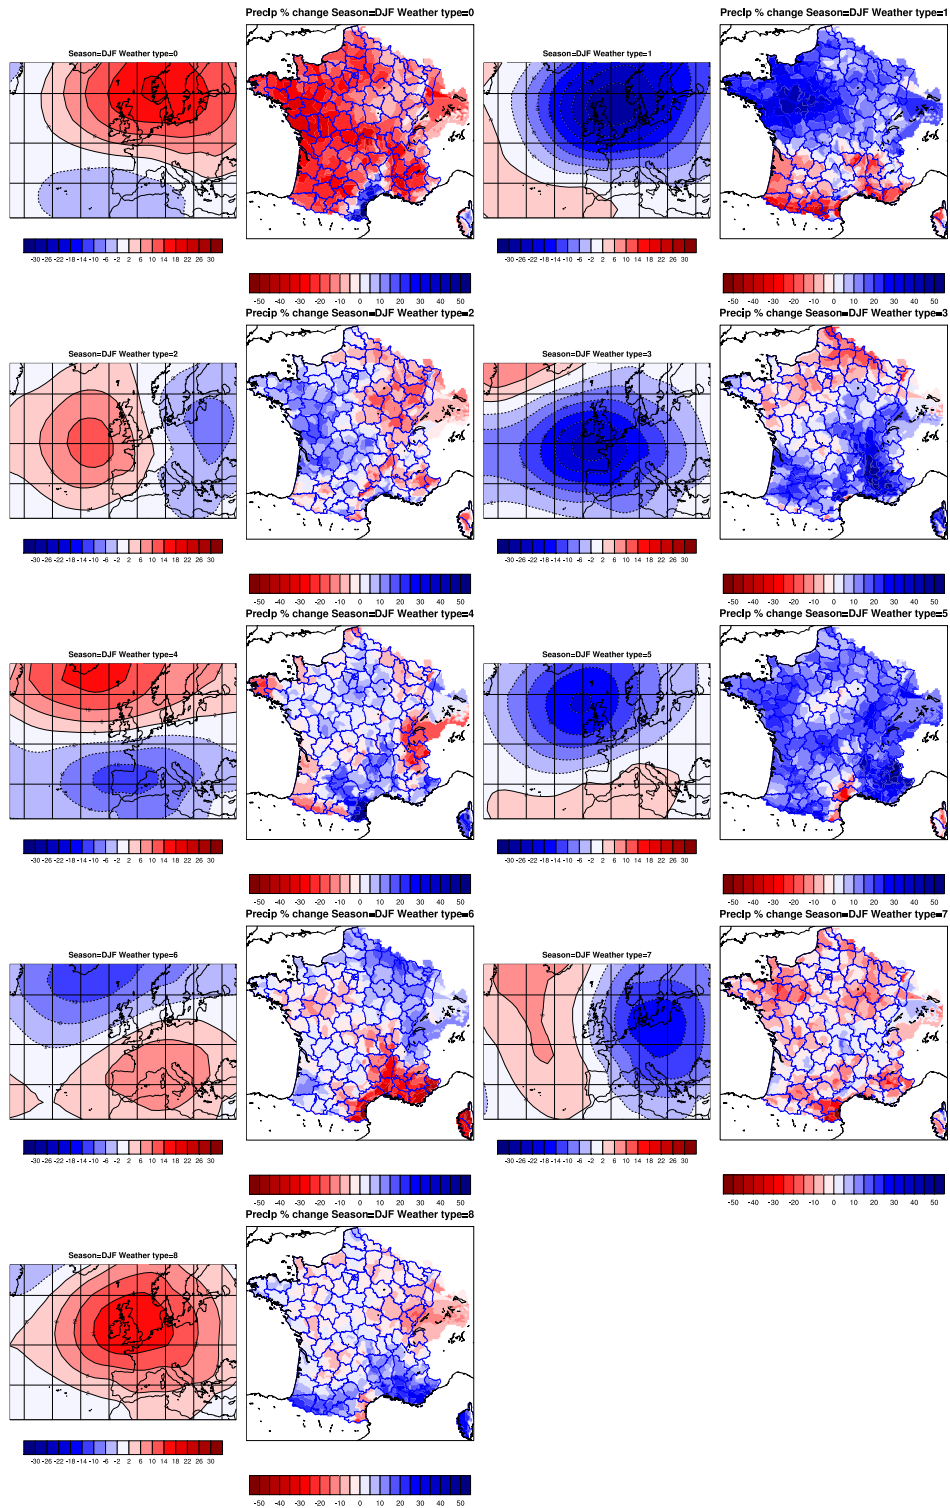 Precip % change Season=DJF Weather type=0
Precip % change Season=DJF Weather type=1
Season=DJF Weather type=0
Season=DJF Weather type=1
-30 -26 -22 -18 -14 -10 -6 -2 2 6 10 14 18 22 26 30
-30 -26 -22 -18 -14 -10 -6 -2 2 6 10 14 18 22 26 30
-50 -40 -30 -20 -10 0 10 20 30 40 50
-50 -40 -30 -20 -10 0 10 20 30 40 50
Precip % change Season=DJF Weather type=2
Precip % change Season=DJF Weather type=3
Season=DJF Weather type=2
Season=DJF Weather type=3
-30 -26 -22 -18 -14 -10 -6 -2 2 6 10 14 18 22 26 30
-30 -26 -22 -18 -14 -10 -6 -2 2 6 10 14 18 22 26 30
-50 -40 -30 -20 -10 0 10 20 30 40 50
-50 -40 -30 -20 -10 0 10 20 30 40 50
Precip % change Season=DJF Weather type=4
Precip % change Season=DJF Weather type=5
Season=DJF Weather type=4
Season=DJF Weather type=5
-30 -26 -22 -18 -14 -10 -6 -2 2 6 10 14 18 22 26 30
-30 -26 -22 -18 -14 -10 -6 -2 2 6 10 14 18 22 26 30
-50 -40 -30 -20 -10 0 10 20 30 40 50
-50 -40 -30 -20 -10 0 10 20 30 40 50
Precip % change Season=DJF Weather type=6
Precip % change Season=DJF Weather type=7
Season=DJF Weather type=6
Season=DJF Weather type=7
-30 -26 -22 -18 -14 -10 -6 -2 2 6 10 14 18 22 26 30
-30 -26 -22 -18 -14 -10 -6 -2 2 6 10 14 18 22 26 30
-50 -40 -30 -20 -10 0 10 20 30 40 50
-50 -40 -30 -20 -10 0 10 20 30 40 50
Precip % change Season=DJF Weather type=8
Season=DJF Weather type=8
-30 -26 -22 -18 -14 -10 -6 -2 2 6 10 14 18 22 26 30
-50 -40 -30 -20 -10 0 10 20 30 40 50